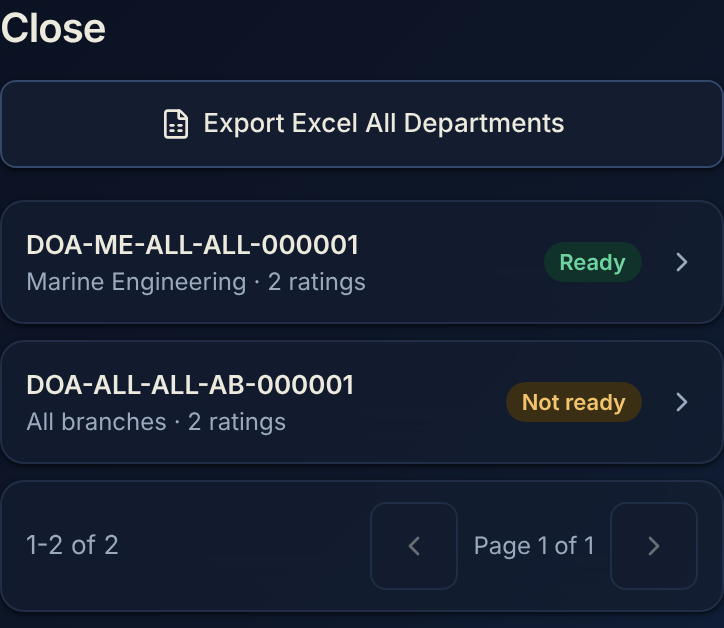 Close
Export Excel All Departments
DOA-ME-ALL-ALL-000001
Marine Engineering · 2 ratings
Ready
DOA-ALL-ALL-AB-000001
All branches · 2 ratings
Not ready
1-2 of 2
Page 1 of 1